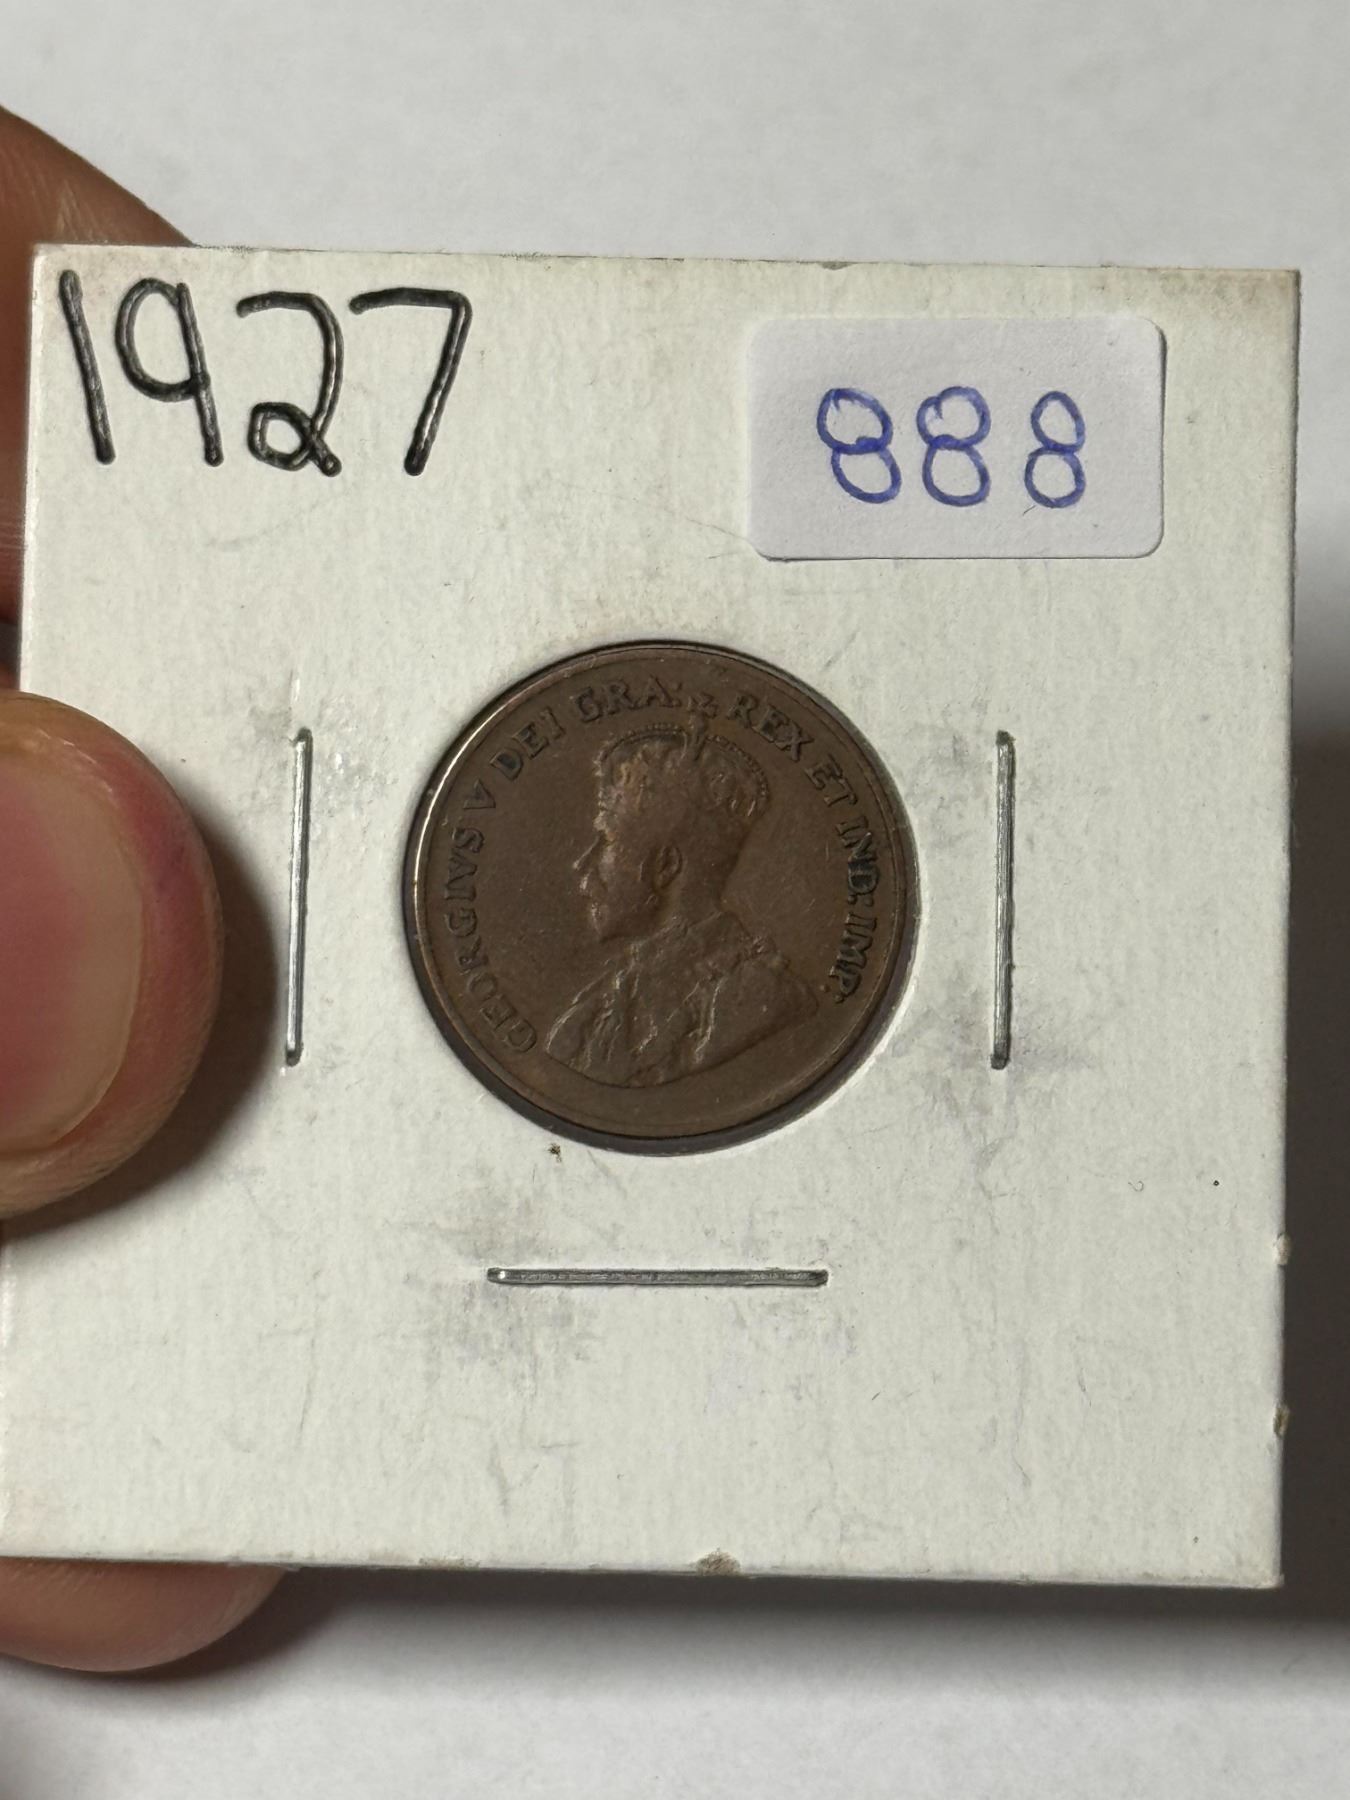 1927
888
GEORGIVS V DEI GRA: REX ET IND: IMP: